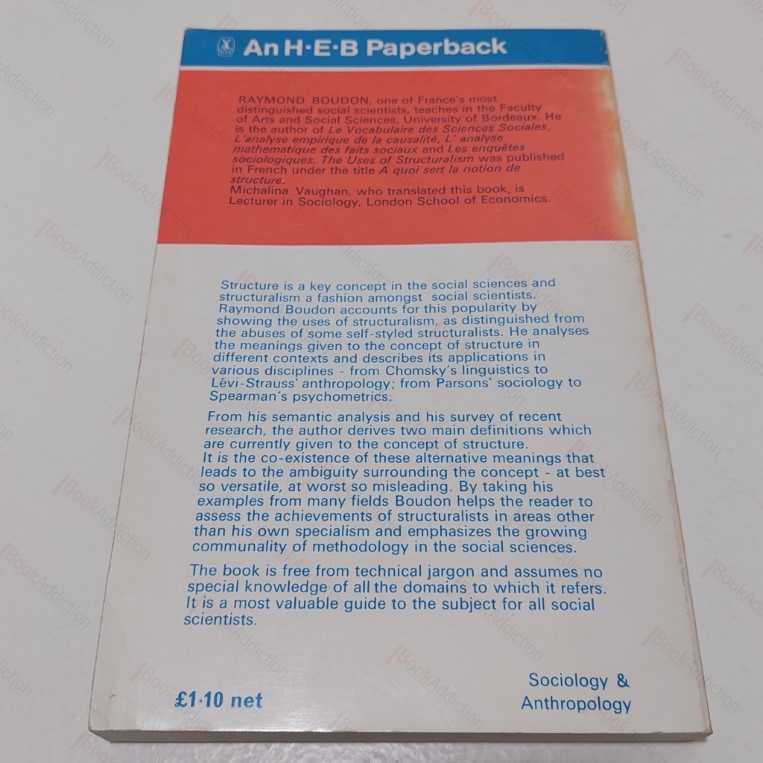 An H·E·B Paperback
RAYMOND BOUDON, one of France's most
distinguished social scientists, teaches in the Faculty
of Arts and Social Sciences, University of Bordeaux. He
is the author of Le Vocabulaire des Sciences Sociales,
L'analyse empirique de la causalité, L' analyse
mathematique des faits sociaux and Les enquêtes
sociologiques. The Uses of Structuralism was published
in French under the title A quoi sert la notion de
structure.
Michalina Vaughan, who translated this book, is
Lecturer in Sociology, London School of Economics.
Structure is a key concept in the social sciences and
structuralism a fashion amongst social scientists.
Raymond Boudon accounts for this popularity by
showing the uses of structuralism, as distinguished from
the abuses of some self-styled structuralists. He analyses
the meanings given to the concept of structure in
different contexts and describes its applications in
various disciplines - from Chomsky's linguistics to
Lévi-Strauss' anthropology; from Parsons' sociology to
Spearman's psychometrics.
From his semantic analysis and his survey of recent
research, the author derives two main definitions which
are currently given to the concept of structure.
It is the co-existence of these alternative meanings that
leads to the ambiguity surrounding the concept - at best
so versatile, at worst so misleading. By taking his
examples from many fields Boudon helps the reader to
assess the achievements of structuralists in areas other
than his own specialism and emphasizes the growing
communality of methodology in the social sciences.
The book is free from technical jargon and assumes no
special knowledge of all the domains to which it refers.
It is a most valuable guide to the subject for all social
scientists.
£1·10 net
Sociology &
Anthropology
BookAddiction